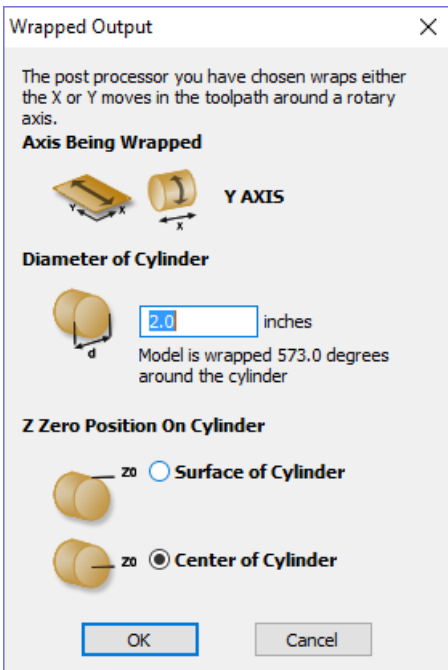 Wrapped Output
The post processor you have chosen wraps either
the X or Y moves in the toolpath around a rotary
axis.
Axis Being Wrapped
Y X
X
Y AXIS
Diameter of Cylinder
2.0 inches
d
Model is wrapped 573.0 degrees
around the cylinder
Z Zero Position On Cylinder
Z0 Surface of Cylinder
Z0 Center of Cylinder
OK Cancel